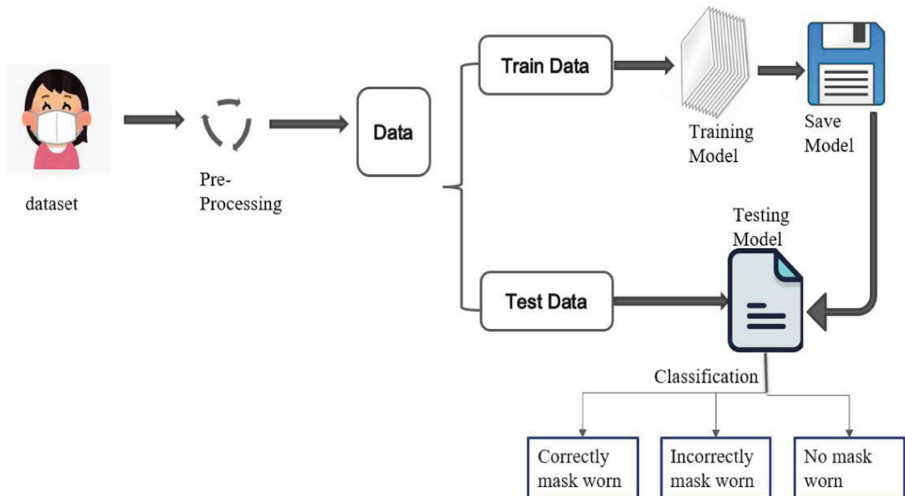 dataset
Pre-
Processing
Data
Train Data
Training
Model
Save
Model
Testing
Model
Test Data
Classification
Correctly
mask worn
Incorrectly
mask worn
No mask
worn